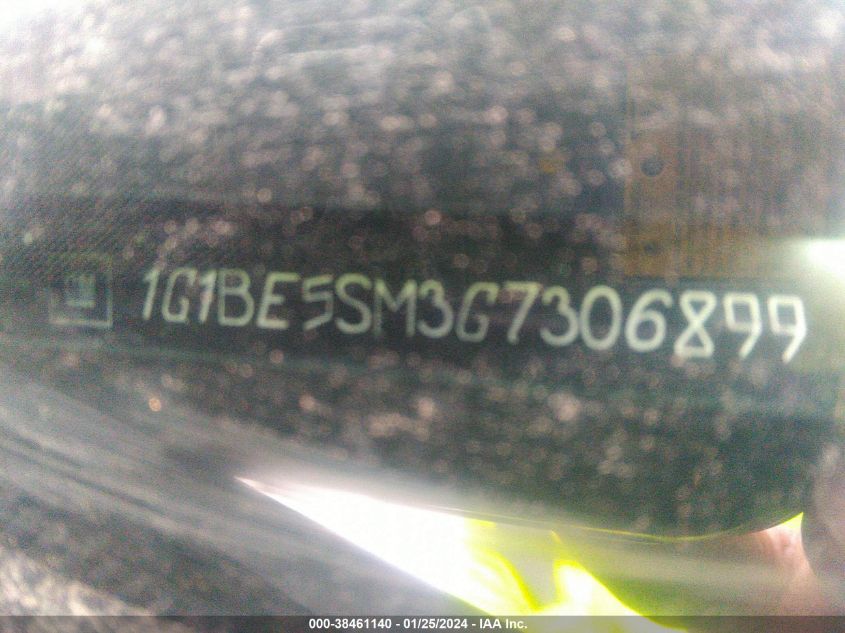 1G1BE5SM3G7306899
000-38461140 - 01/25/2024 - IAA Inc.